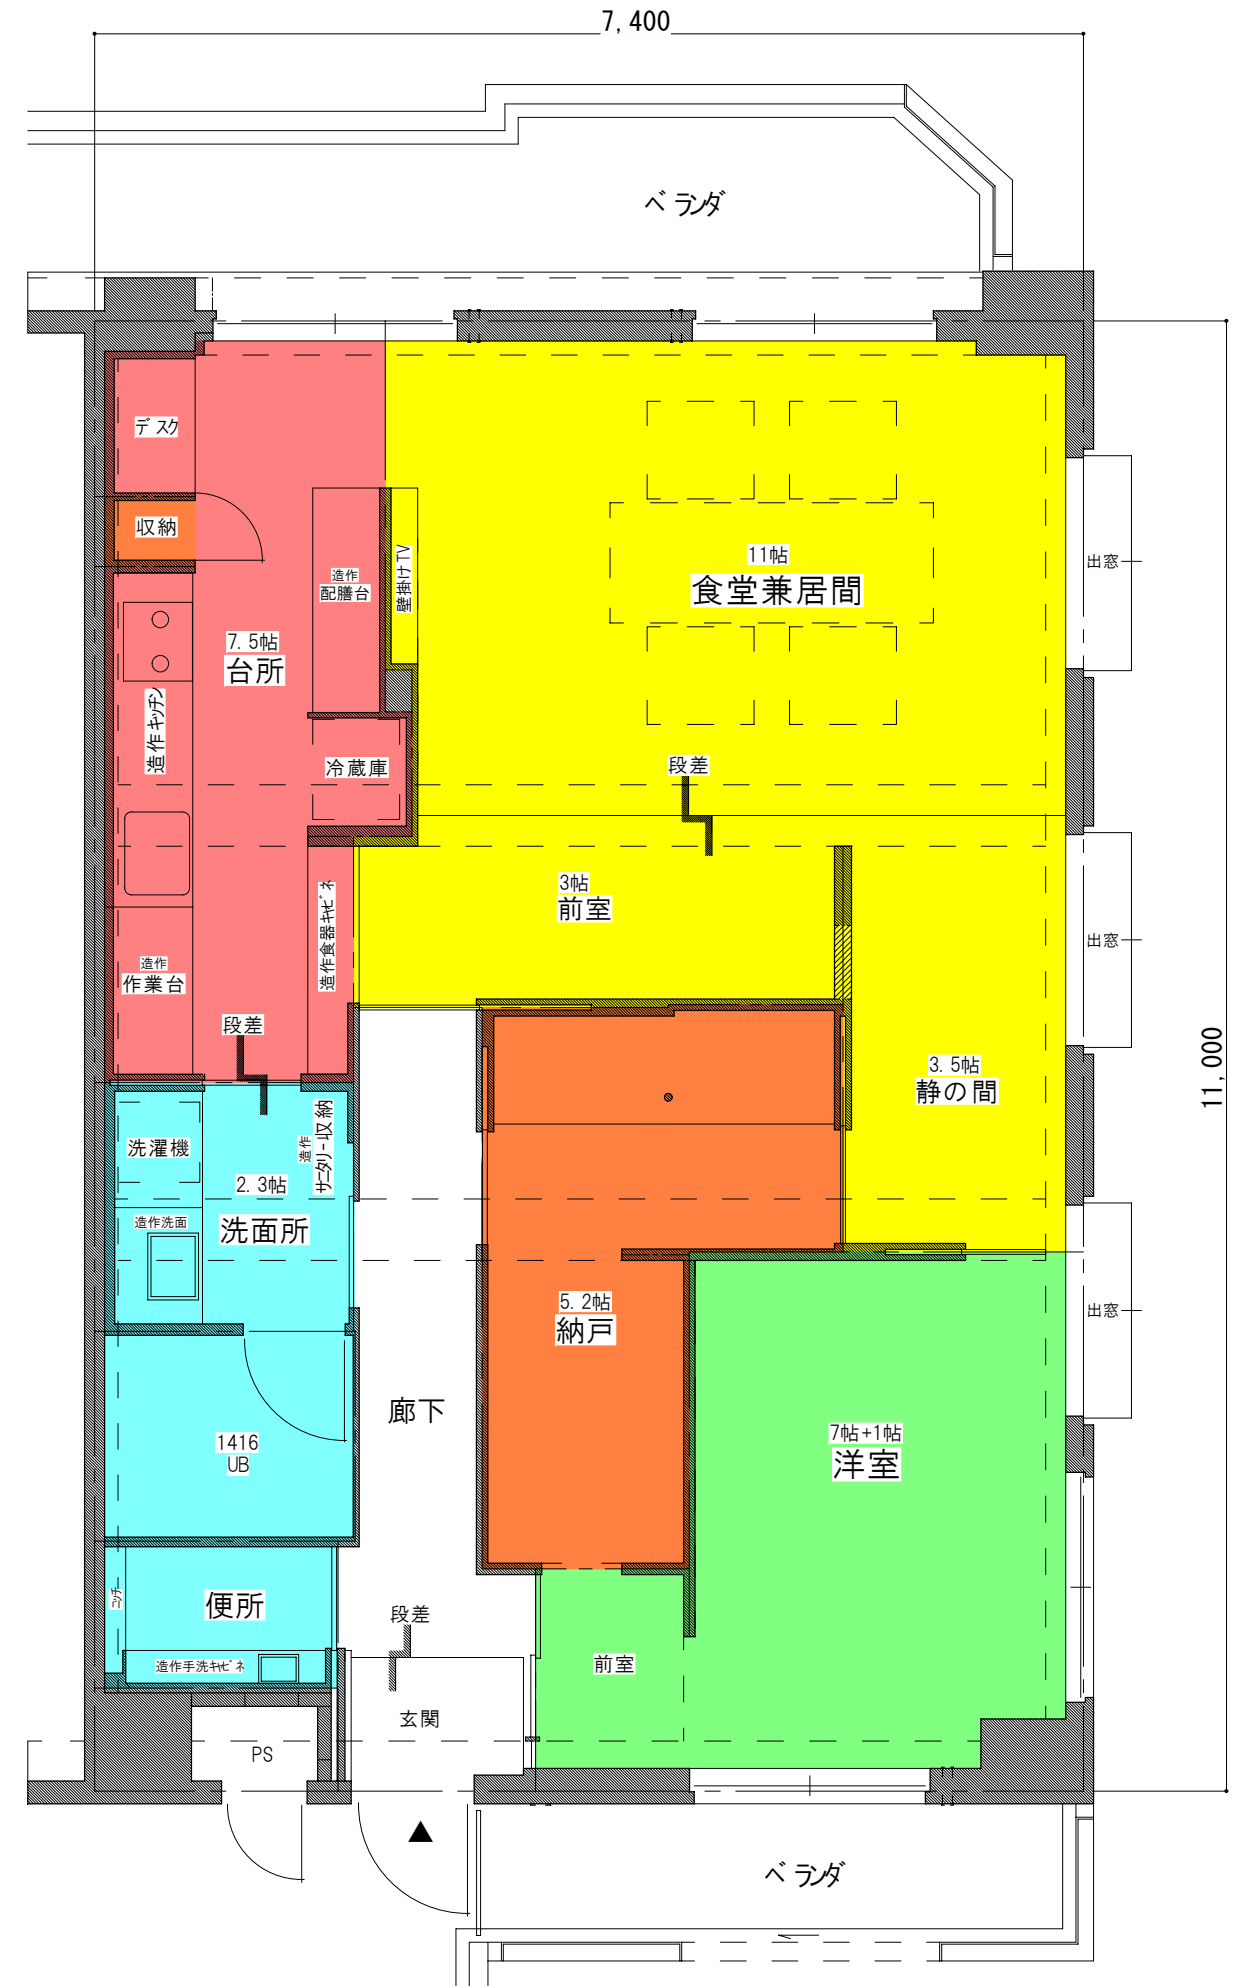 7,400
ベランダ
デスク
収納
造作
配膳台
壁掛けTV
11帖
食堂兼居間
出窓
7.5帖
台所
造作キッチン
冷蔵庫
段差
3帖
前室
造作食器キャビネ
出窓
造作
作業台
段差
3.5帖
静の間
11,000
洗濯機
造作
サニタリー収納
2.3帖
造作洗面
洗面所
5.2帖
納戸
出窓
廊下
7帖+1帖
洋室
1416
UB
ニッチ
便所
段差
造作手洗キャビネ
前室
玄関
PS
ベランダ